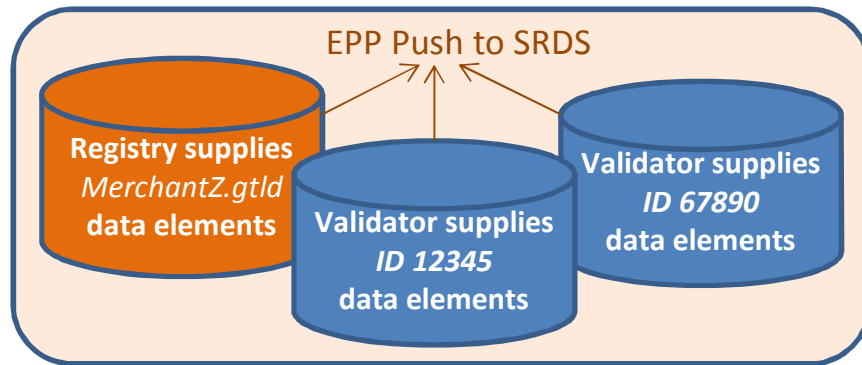 EPP Push to SRDS
Registry supplies
MerchantZ.gtld
data elements
Validator supplies
ID 12345
data elements
Validator supplies
ID 67890
data elements